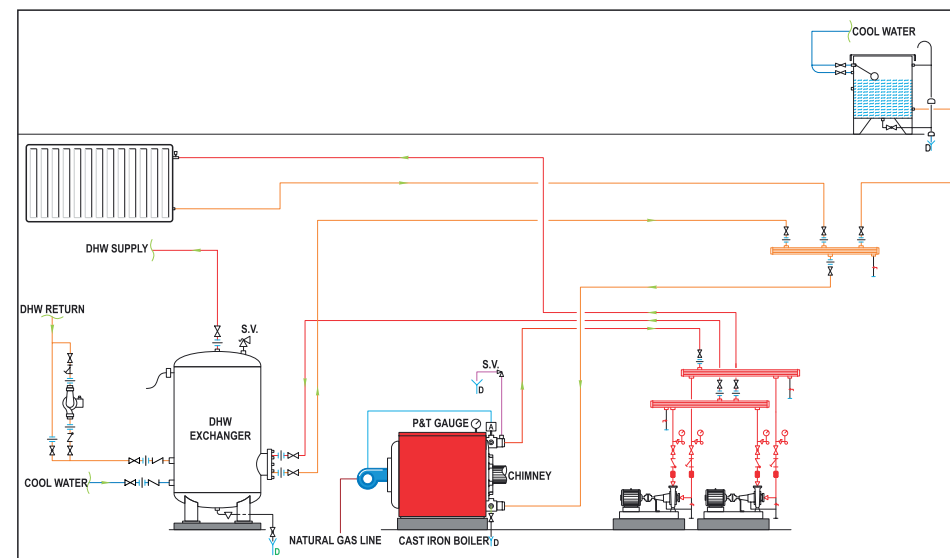 COOL WATER
D
DHW SUPPLY
DHW RETURN
S.V.
S.V.
D
DHW
EXCHANGER
P&T GAUGE
A
CHIMNEY
COOL WATER
NATURAL GAS LINE
CAST IRON BOILER
D
D